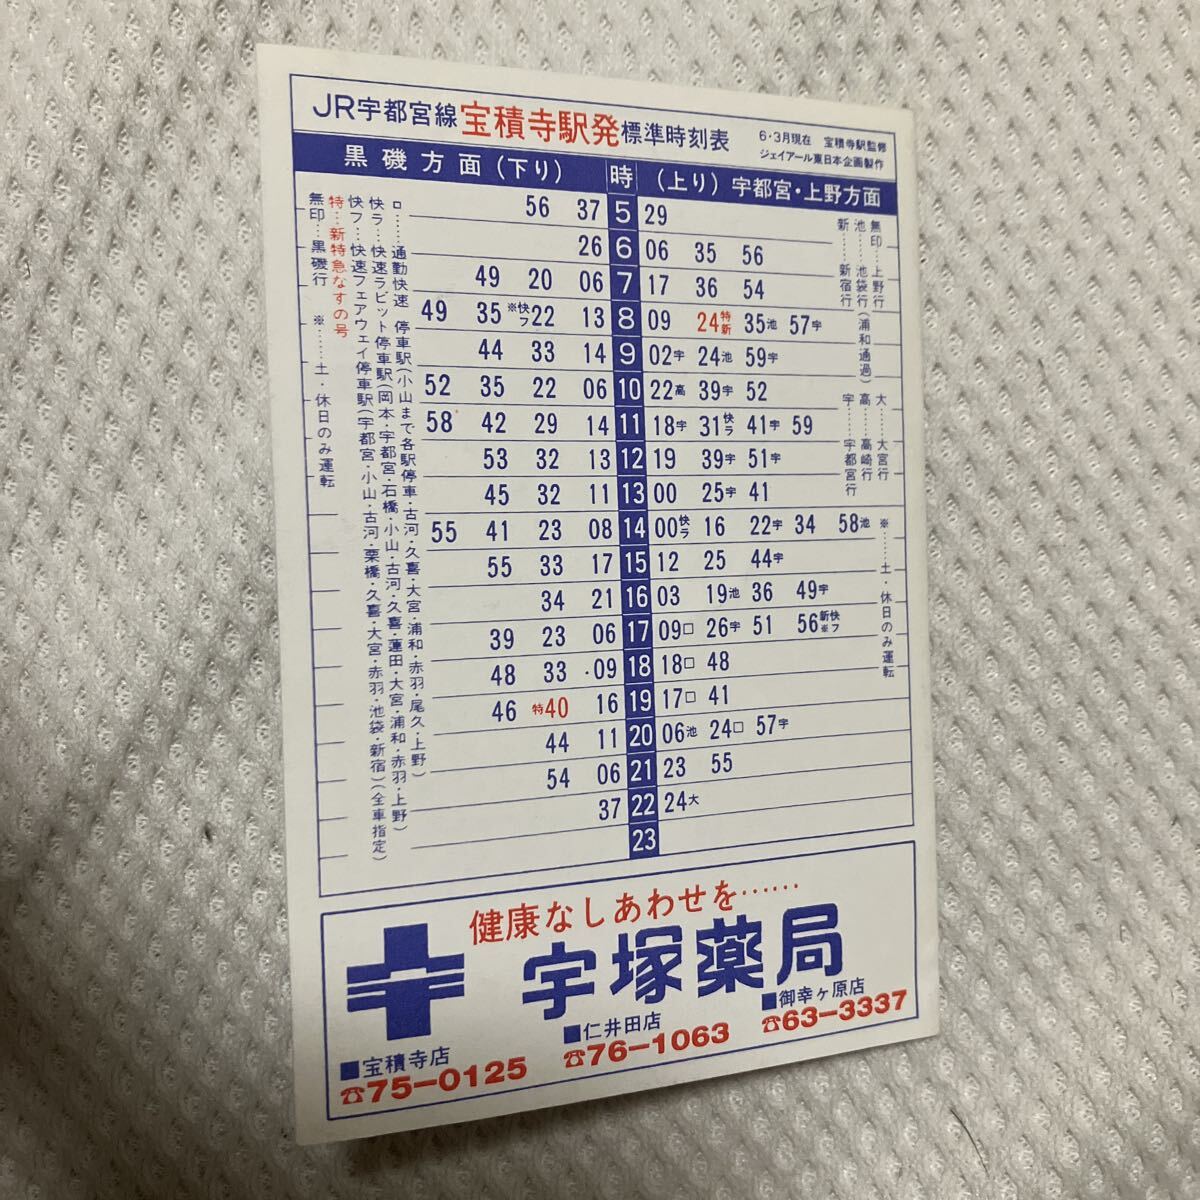 JR宇都宮線 宝積寺駅発 標準時刻表
6・3月現在 宝積寺駅監修
ジェイアール東日本企画製作
黒磯方面(下り) 時 (上り) 宇都宮・上野方面
56 37 5 29
26 6 06 35 56
49 20 06 7 17 36 54
49 35 ※快フ22 13 8 09 24特新 35池 57宇
44 33 14 9 02宇 24池 59宇
52 35 22 06 10 22高 39宇 52
58 42 29 14 11 18宇 31快ラ 41宇 59
53 32 13 12 19 39宇 51宇
45 32 11 13 00 25宇 41
55 41 23 08 14 00快ラ 16 22宇 34 58池
55 33 17 15 12 25 44宇
34 21 16 03 19池 36 49宇
39 23 06 17 09ロ 26宇 51 56新快※フ
48 33 09 18 18ロ 48
46 特40 16 19 17ロ 41
44 11 20 06池 24ロ 57宇
54 06 21 23 55
37 22 24大
23
ロ……通勤快速 停車駅(小山まで各駅停車・古河・久喜・大宮・浦和・赤羽・尾久・上野)
快ラ…快速ラビット停車駅(岡本・宇都宮・石橋・小山・古河・久喜・蓮田・大宮・浦和・赤羽・上野)
快フ…快速フェアウェイ停車駅(宇都宮・小山・古河・栗橋・久喜・大宮・赤羽・池袋・新宿)(全車指定)
特…新特急なすの号
無印…黒磯行 ※……土・休日のみ運転
無印…上野行
池……池袋行(浦和通過)
新……新宿行
大……大宮行
高……高崎行
宇……宇都宮行
※……土・休日のみ運転
健康なしあわせを……
宇塚薬局
■宝積寺店
☎75-0125
■仁井田店
☎76-1063
■御幸ヶ原店
☎63-3337